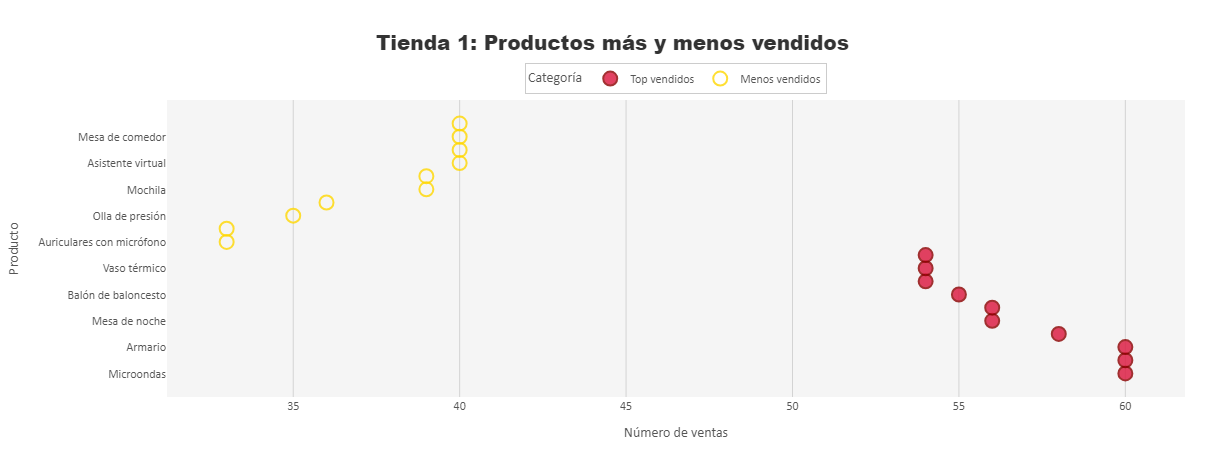 Tienda 1: Productos más y menos vendidos
Categoría Top vendidos Menos vendidos
Producto
Mesa de comedor
Asistente virtual
Mochila
Olla de presión
Auriculares con micrófono
Vaso térmico
Balón de baloncesto
Mesa de noche
Armario
Microondas
35 40 45 50 55 60
Número de ventas